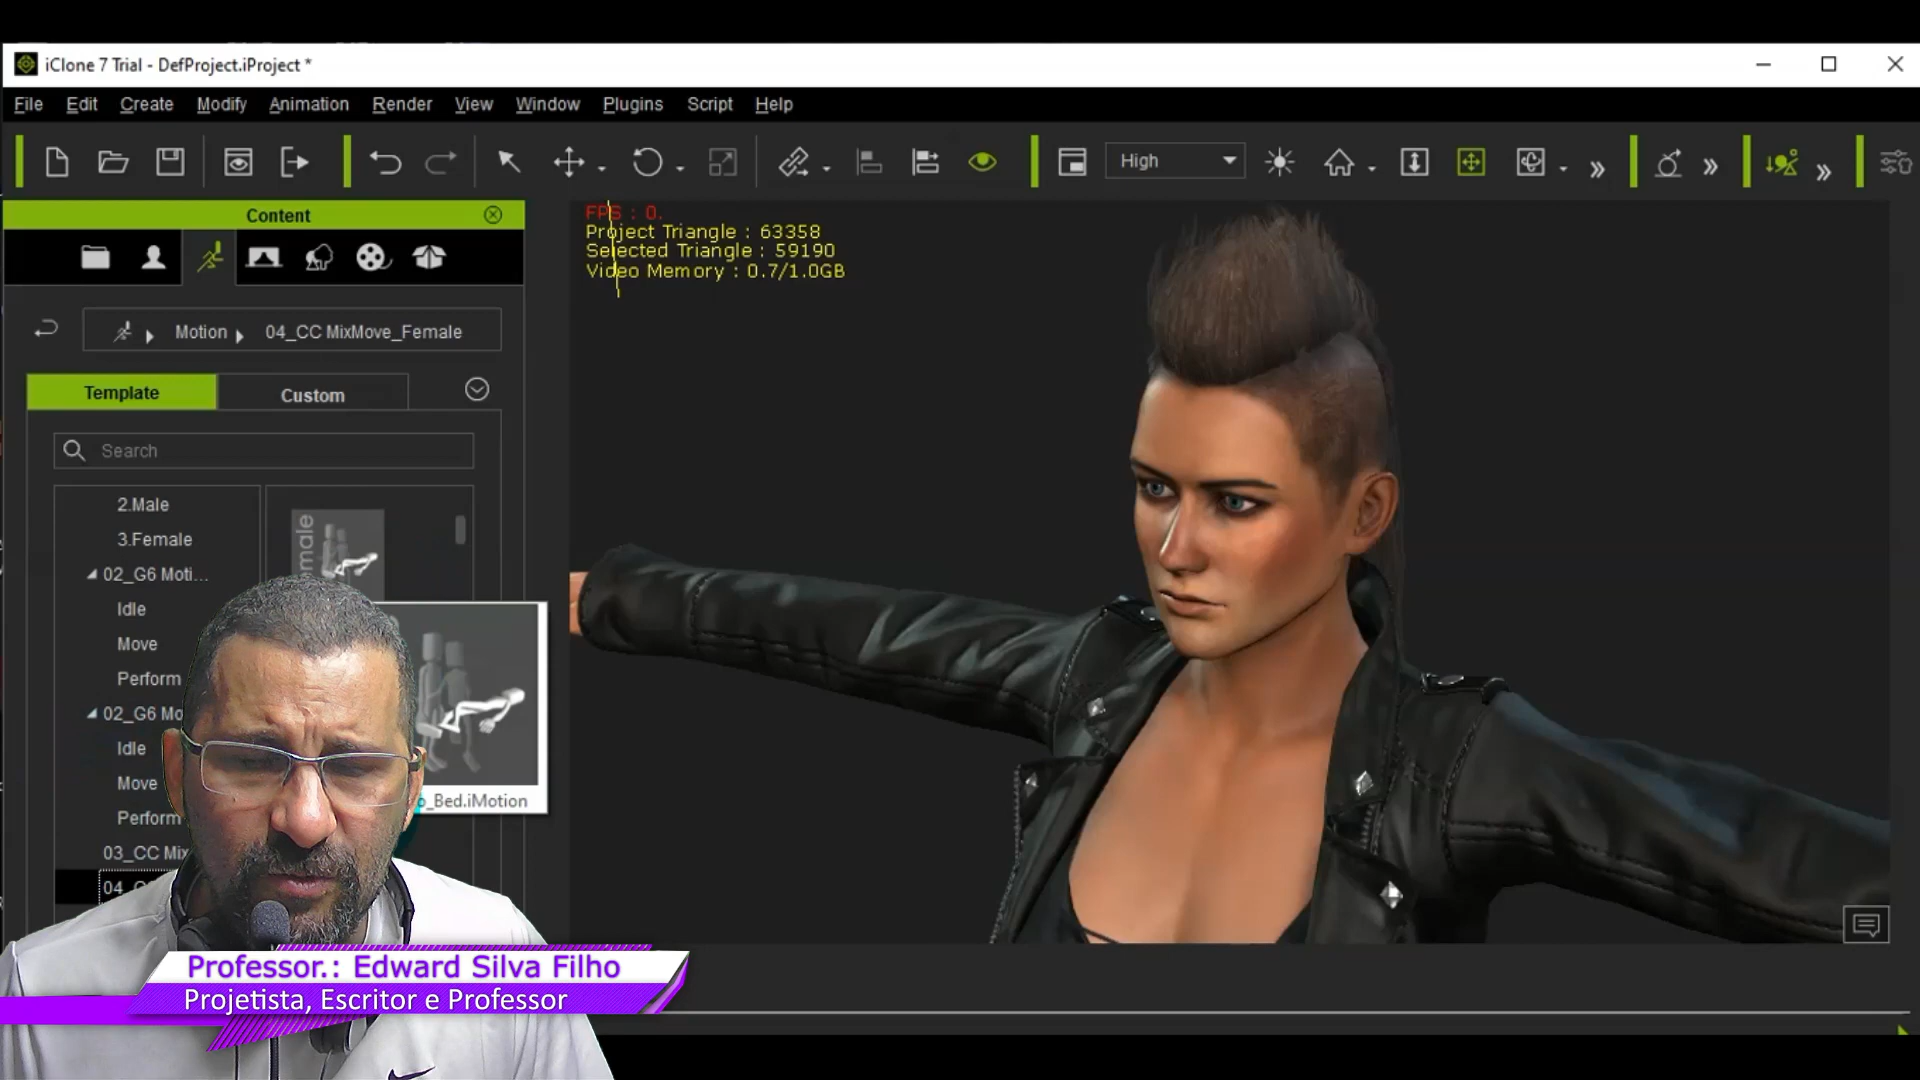 iClone 7 Trial - DefProject.iProject *
File Edit Create Modify Animation Render View Window Plugins Script Help
High
Content
FPS : 0.
Project Triangle : 63358
Selected Triangle : 59190
Video Memory : 0.7/1.0GB
Motion 04_CC MixMove_Female
Template Custom
Search
2.Male
3.Female
02_G6 Moti...
Idle
Move
Perform
02_G6 Mo
Idle
Move
Perform
03_CC Mix
04_
emale
o_Bed.iMotion
Professor.: Edward Silva Filho
Projetista, Escritor e Professor